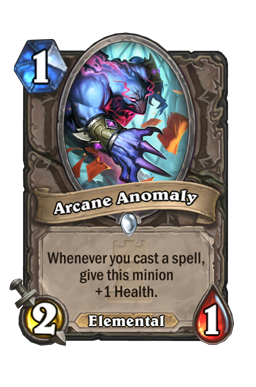 1
Arcane Anomaly
Whenever you cast a spell,
give this minion
+1 Health.
2
Elemental
1